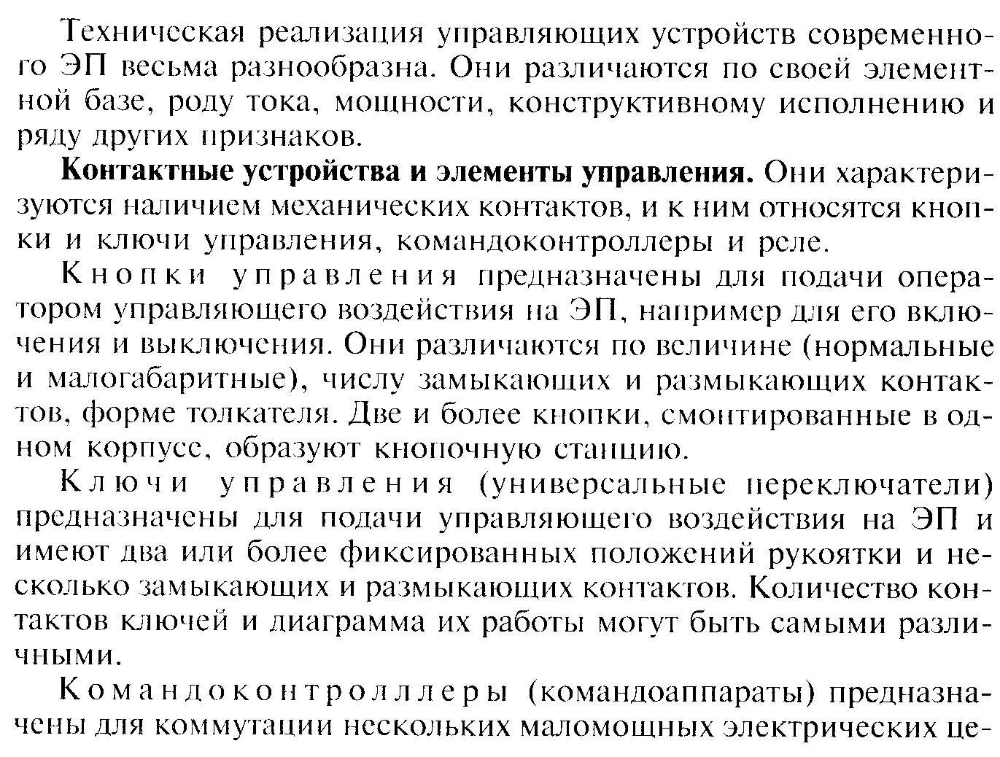 Техническая реализация управляющих устройств современно-
го ЭП весьма разнообразна. Они различаются по своей элемент-
ной базе, роду тока, мощности, конструктивному исполнению и
ряду других признаков.
Контактные устройства и элементы управления. Они характери-
зуются наличием механических контактов, и к ним относятся кноп-
ки и ключи управления, командоконтроллеры и реле.
Кнопки управления предназначены для подачи опера-
тором управляющего воздействия на ЭП, например для его вклю-
чения и выключения. Они различаются по величине (нормальные
и малогабаритные), числу замыкающих и размыкающих контак-
тов, форме толкателя. Две и более кнопки, смонтированные в од-
ном корпусе, образуют кнопочную станцию.
Ключи управления (универсальные переключатели)
предназначены для подачи управляющего воздействия на ЭП и
имеют два или более фиксированных положений рукоятки и не-
сколько замыкающих и размыкающих контактов. Количество кон-
тактов ключей и диаграмма их работы могут быть самыми разли-
чными.
Командоконтролллеры (командоаппараты) предназна-
чены для коммутации нескольких маломощных электрических це-